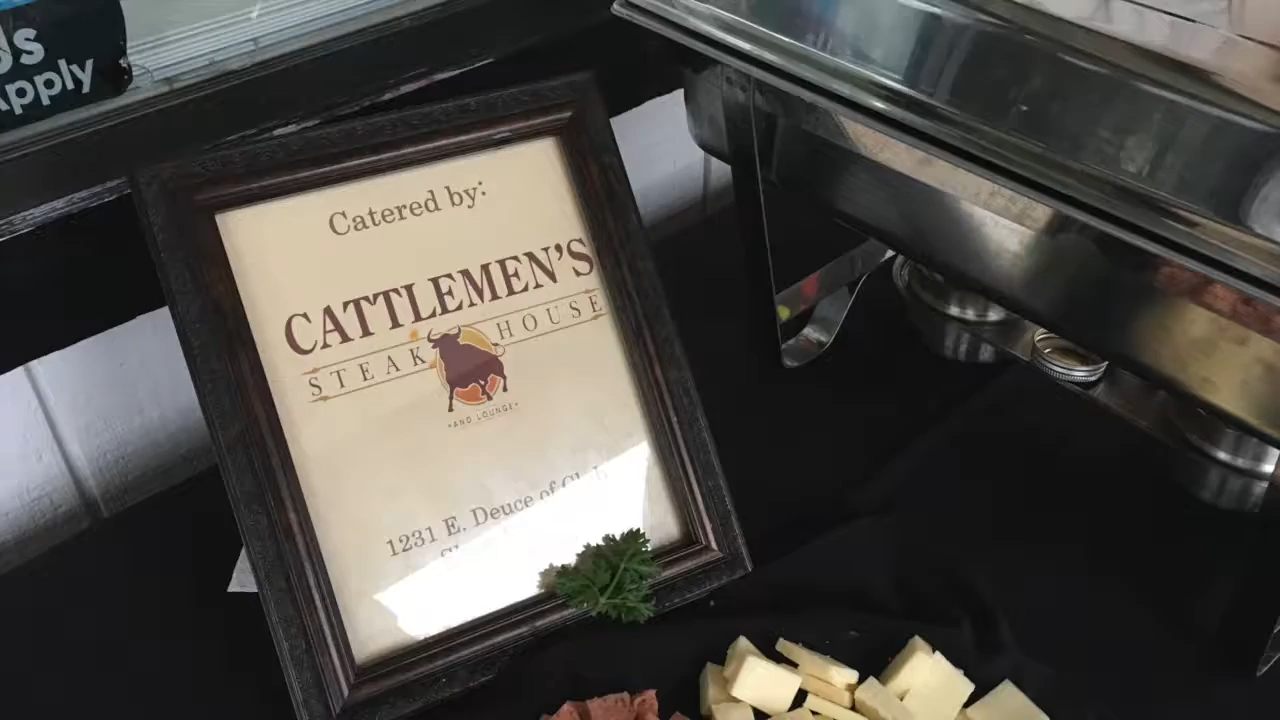 Apply
Catered by:
CATTLEMEN'S
STEAK HOUSE
AND LOUNGE
1231 E. Deuce of